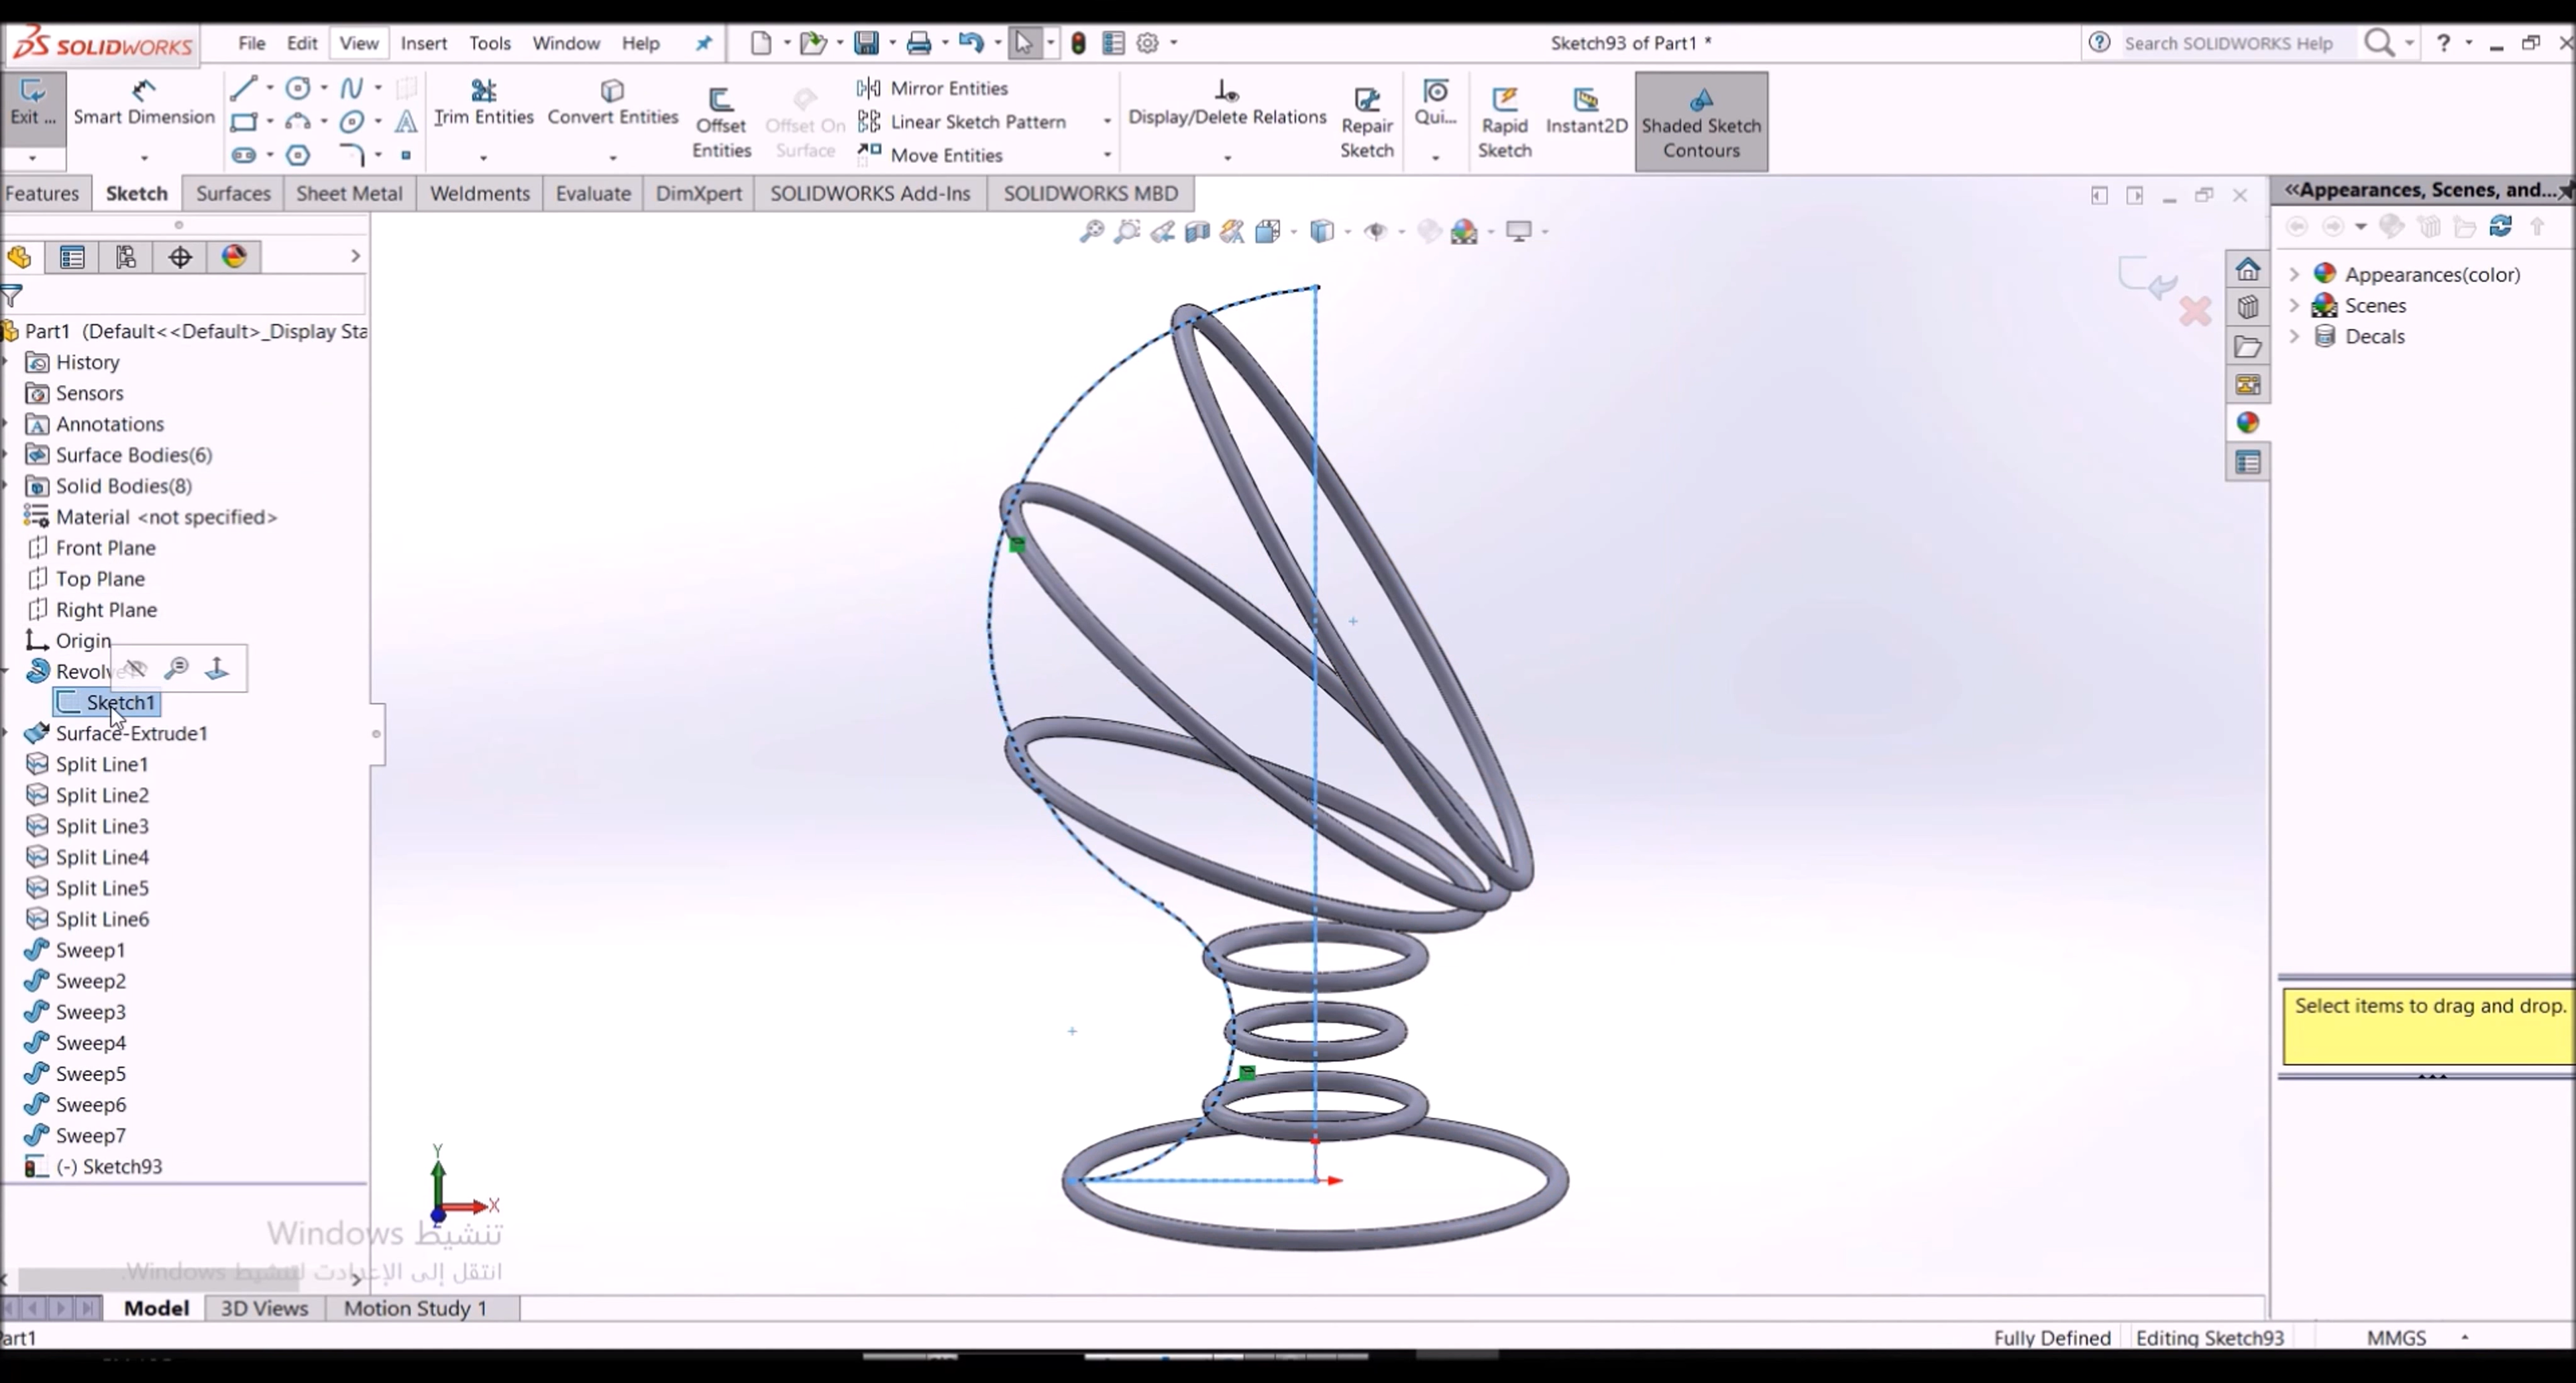 SOLIDWORKS File Edit View Insert Tools Window Help Sketch93 of Part1 * Search SOLIDWORKS Help ?
Exit ... Smart Dimension Trim Entities Convert Entities Offset Entities Offset On Surface Mirror Entities Linear Sketch Pattern Move Entities Display/Delete Relations Repair Sketch Qui... Rapid Sketch Instant2D Shaded Sketch Contours
Features Sketch Surfaces Sheet Metal Weldments Evaluate DimXpert SOLIDWORKS Add-Ins SOLIDWORKS MBD
Part1 (Default<<Default>_Display Sta
History
Sensors
Annotations
Surface Bodies(6)
Solid Bodies(8)
Material <not specified>
Front Plane
Top Plane
Right Plane
Origin
Revolve
Sketch1
Surface-Extrude1
Split Line1
Split Line2
Split Line3
Split Line4
Split Line5
Split Line6
Sweep1
Sweep2
Sweep3
Sweep4
Sweep5
Sweep6
Sweep7
(-) Sketch93
Y
X
Z
تنشيط Windows
انتقل إلى الإعدادت لتنشيط Windows.
«Appearances, Scenes, and...
Appearances(color)
Scenes
Decals
Select items to drag and drop.
Model 3D Views Motion Study 1
art1 Fully Defined Editing Sketch93 MMGS